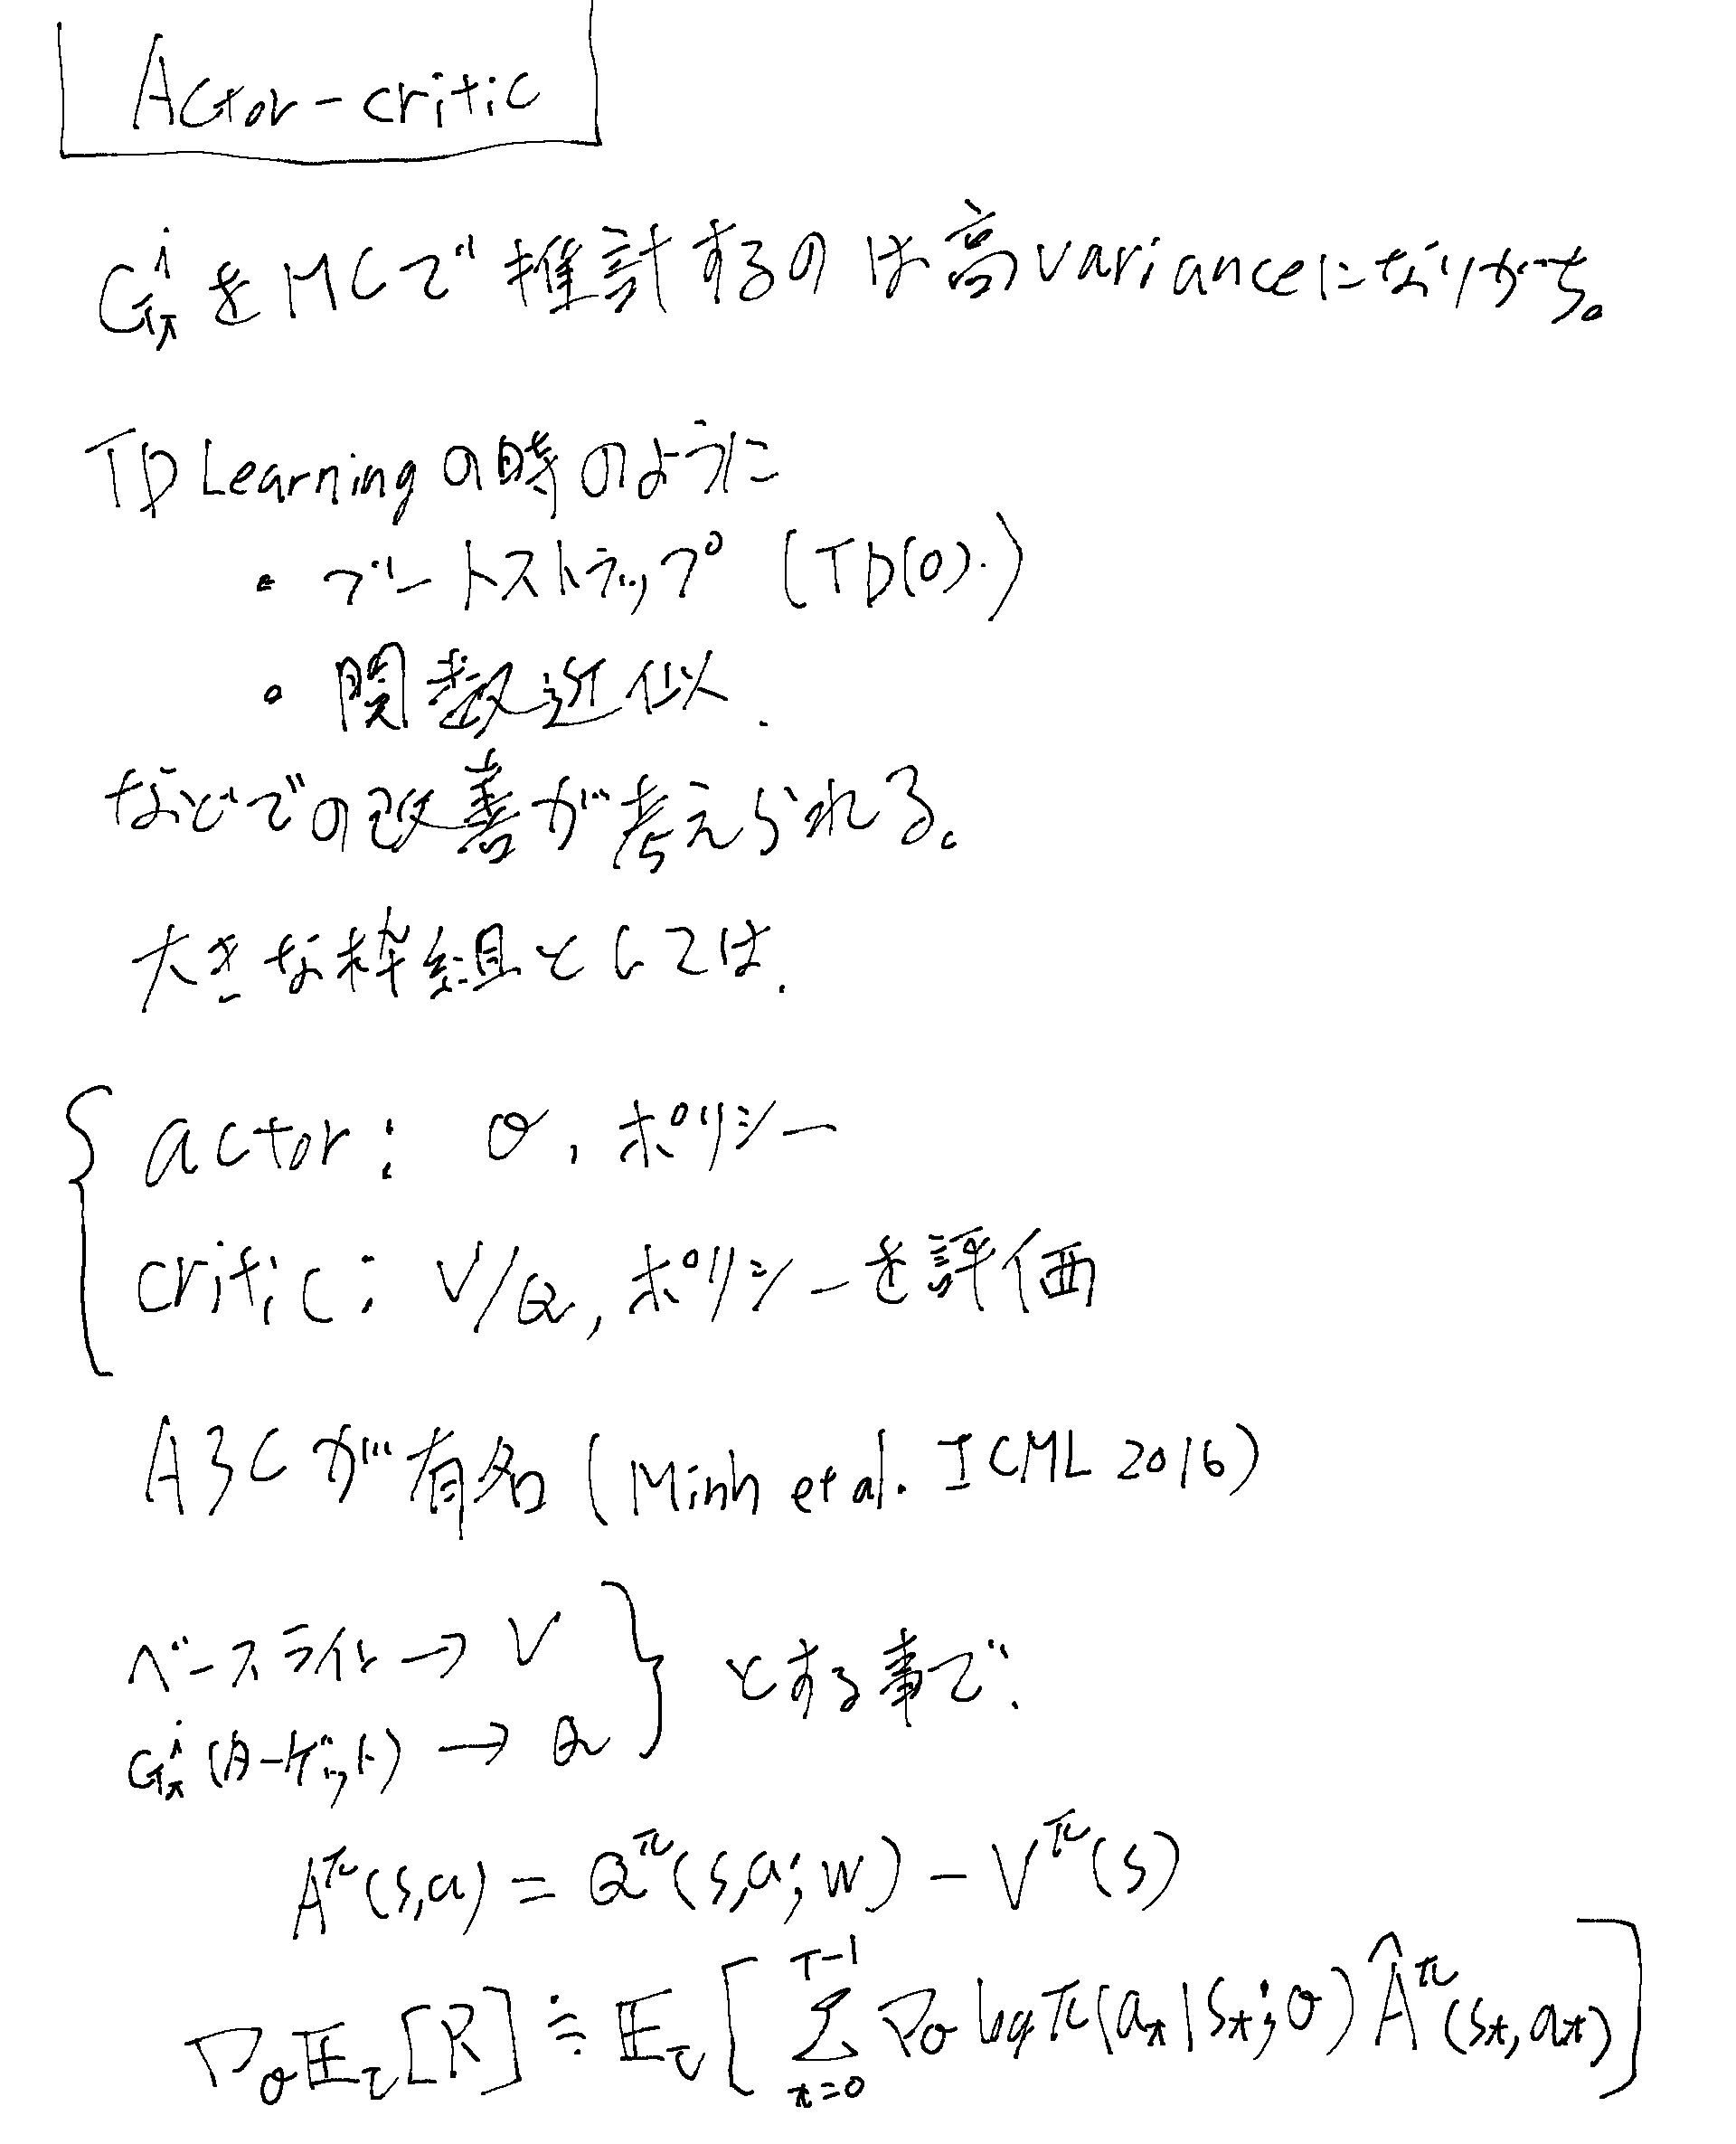 Actor-critic
G_t^i をMCで推計するのは高varianceになりがち。
TD Learningの時のように
・ブートストラップ (TD(0).)
・関数近似.
などでの改善が考えられる。
大きな枠組としては.
actor: θ, ポリシー
critic: V/Q, ポリシーを評価
A3Cが有名 (Minh et al. ICML 2016)
ベースライン → V
G_t^i (ターゲット) → Q
とする事で.
A^π(s,a) = Q^π(s,a;w) - V^π(s)
∇_θ E_τ[R] ≒ E_τ[ Σ_{t=0}^{T-1} ∇_θ log π(a_t|s_t;θ) Â^π(s_t,a_t) ]